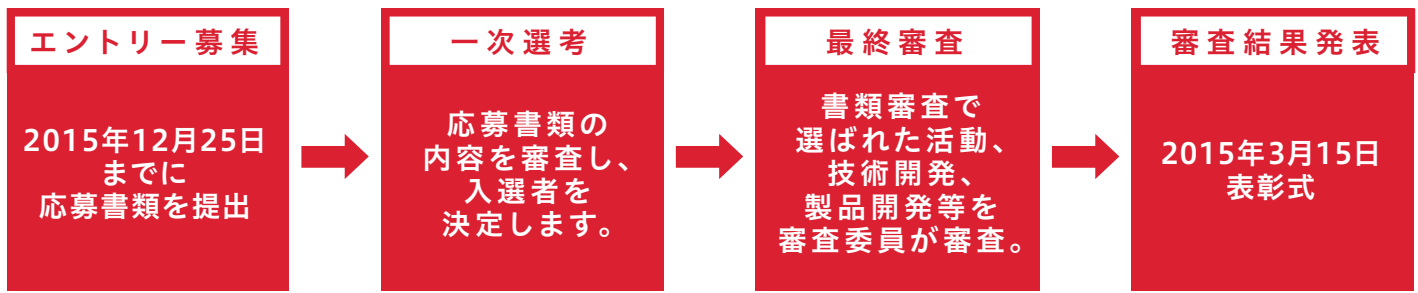 エントリー募集
2015年12月25日
までに
応募書類を提出
一次選考
応募書類の
内容を審査し、
入選者を
決定します。
最終審査
書類審査で
選ばれた活動、
技術開発、
製品開発等を
審査委員が審査。
審査結果発表
2015年3月15日
表彰式